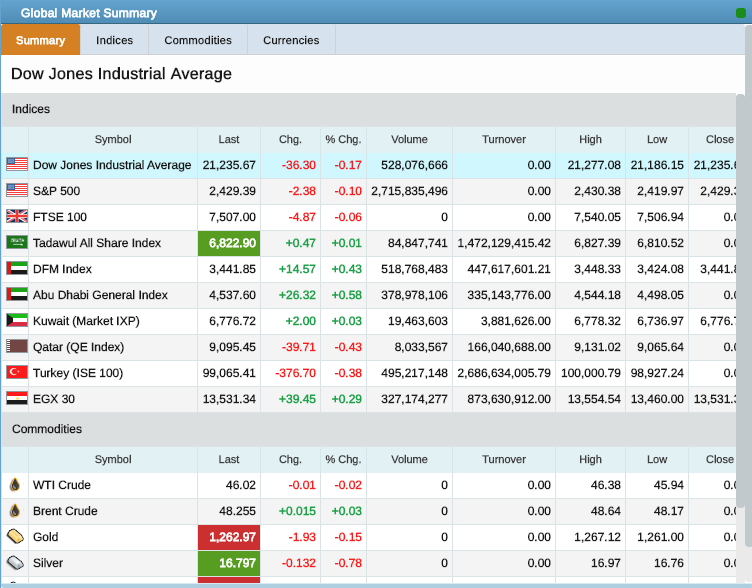 Global Market Summary
Summary Indices Commodities Currencies
Dow Jones Industrial Average
Indices
Symbol Last Chg. % Chg. Volume Turnover High Low Close
Dow Jones Industrial Average 21,235.67 -36.30 -0.17 528,076,666 0.00 21,277.08 21,186.15 21,235.6
S&P 500 2,429.39 -2.38 -0.10 2,715,835,496 0.00 2,430.38 2,419.97 2,429.3
FTSE 100 7,507.00 -4.87 -0.06 0 0.00 7,540.05 7,506.94 0.0
Tadawul All Share Index 6,822.90 +0.47 +0.01 84,847,741 1,472,129,415.42 6,827.39 6,810.52 0.0
DFM Index 3,441.85 +14.57 +0.43 518,768,483 447,617,601.21 3,448.33 3,424.08 3,441.8
Abu Dhabi General Index 4,537.60 +26.32 +0.58 378,978,106 335,143,776.00 4,544.18 4,498.05 0.0
Kuwait (Market IXP) 6,776.72 +2.00 +0.03 19,463,603 3,881,626.00 6,778.32 6,736.97 6,776.7
Qatar (QE Index) 9,095.45 -39.71 -0.43 8,033,567 166,040,688.00 9,131.02 9,065.64 0.0
Turkey (ISE 100) 99,065.41 -376.70 -0.38 495,217,148 2,686,634,005.79 100,000.79 98,927.24 0.0
EGX 30 13,531.34 +39.45 +0.29 327,174,277 873,630,912.00 13,554.54 13,460.00 13,531.3
Commodities
Symbol Last Chg. % Chg. Volume Turnover High Low Close
WTI Crude 46.02 -0.01 -0.02 0 0.00 46.38 45.94 0.0
Brent Crude 48.255 +0.015 +0.03 0 0.00 48.64 48.17 0.0
Gold 1,262.97 -1.93 -0.15 0 0.00 1,267.12 1,261.00 0.0
Silver 16.797 -0.132 -0.78 0 0.00 16.97 16.76 0.0